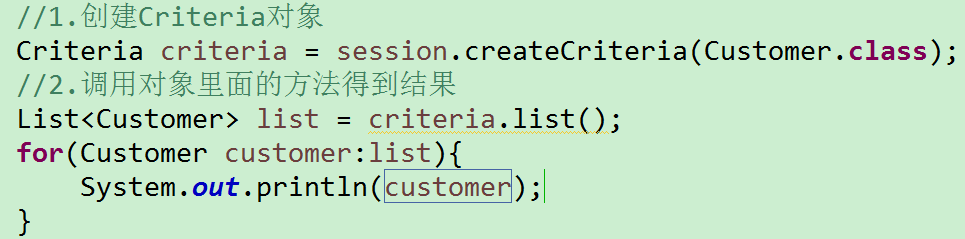 //1.创建Criteria对象
Criteria criteria = session.createCriteria(Customer.class);
//2.调用对象里面的方法得到结果
List<Customer> list = criteria.list();
for(Customer customer:list){
    System.out.println(customer);
}